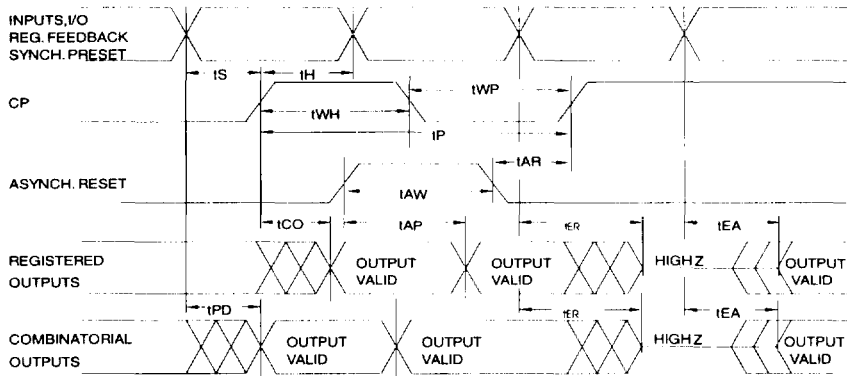 INPUTS,I/O
REG. FEEDBACK
SYNCH. PRESET
tS
tH
CP
tWP
tWH
tP
tAR
ASYNCH. RESET
tAW
tCO
tAP
tER
tEA
REGISTERED
OUTPUTS
OUTPUT
VALID
OUTPUT
VALID
HIGH Z
OUTPUT
VALID
tPD
tER
tEA
COMBINATORIAL
OUTPUTS
OUTPUT
VALID
OUTPUT
VALID
HIGH Z
OUTPUT
VALID